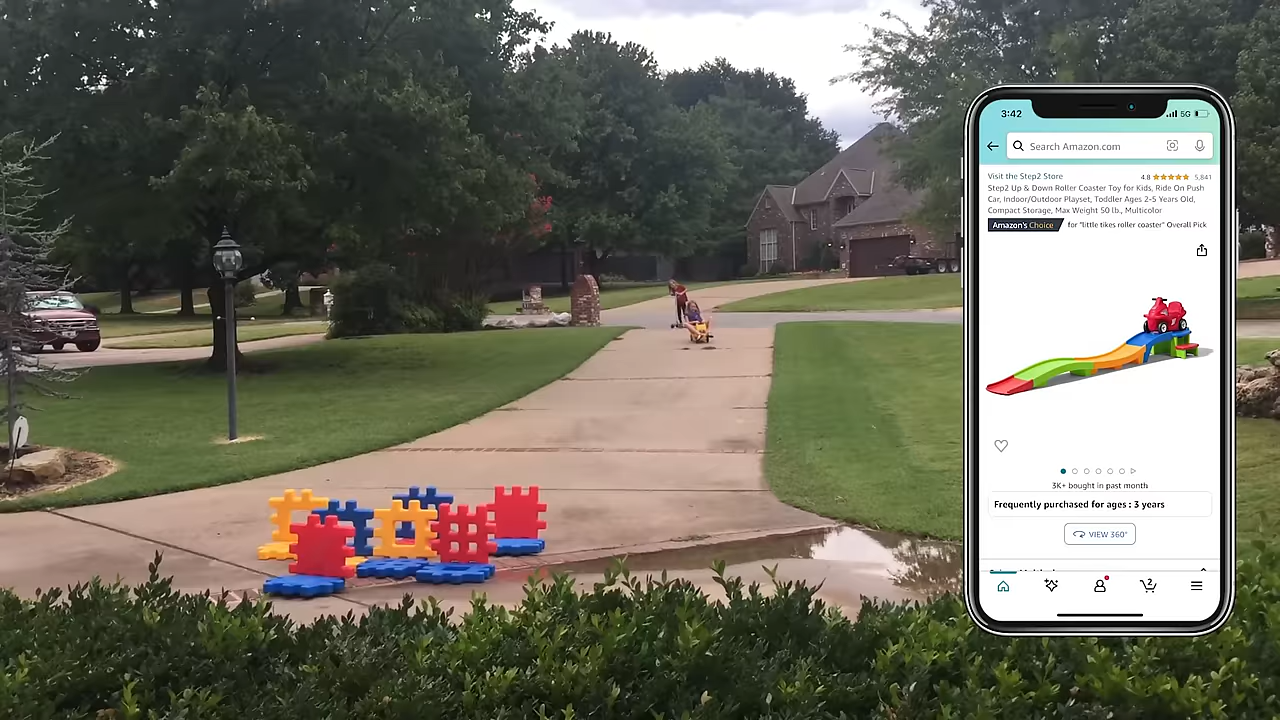 3:42
5G
Search Amazon.com
Visit the Step2 Store
4.8
5,841
Step2 Up & Down Roller Coaster Toy for Kids, Ride On Push
Car, Indoor/Outdoor Playset, Toddler Ages 2-5 Years Old,
Compact Storage, Max Weight 50 lb., Multicolor
Amazon's Choice for "little tikes roller coaster" Overall Pick
3K+ bought in past month
Frequently purchased for ages : 3 years
VIEW 360°
2